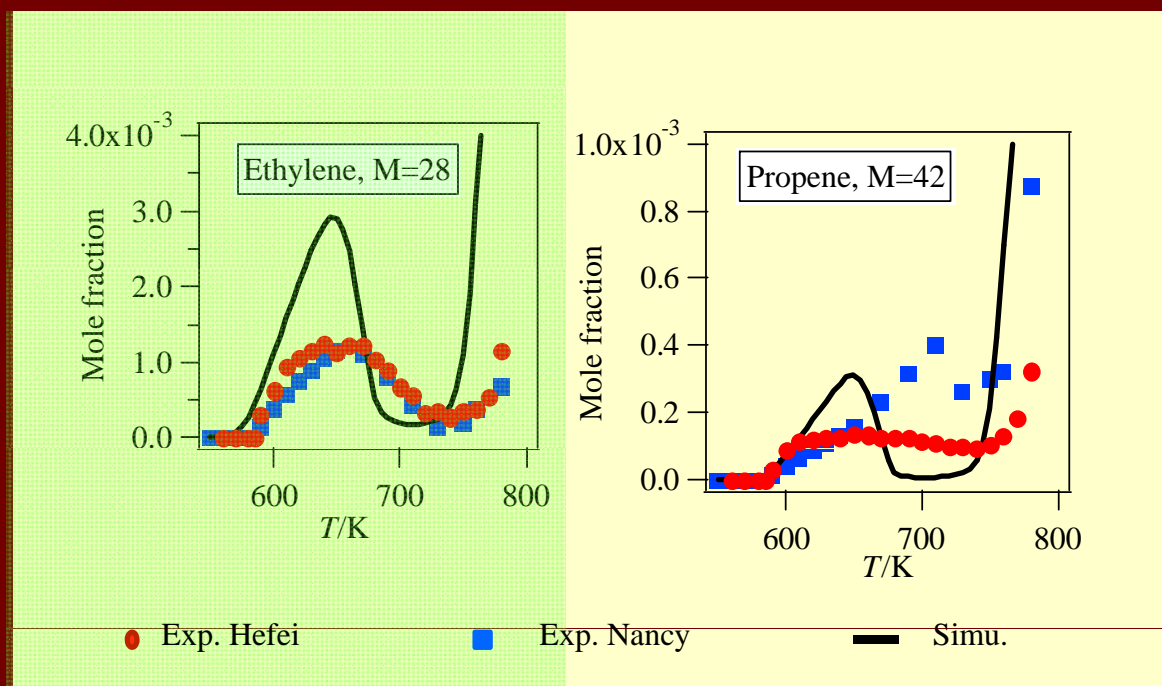 4.0x10-3
Ethylene, M=28
3.0
2.0
1.0
0.0
Mole fraction
600
700
800
T/K
1.0x10-3
Propene, M=42
0.8
0.6
0.4
0.2
0.0
Mole fraction
600
700
800
T/K
Exp. Hefei
Exp. Nancy
Simu.